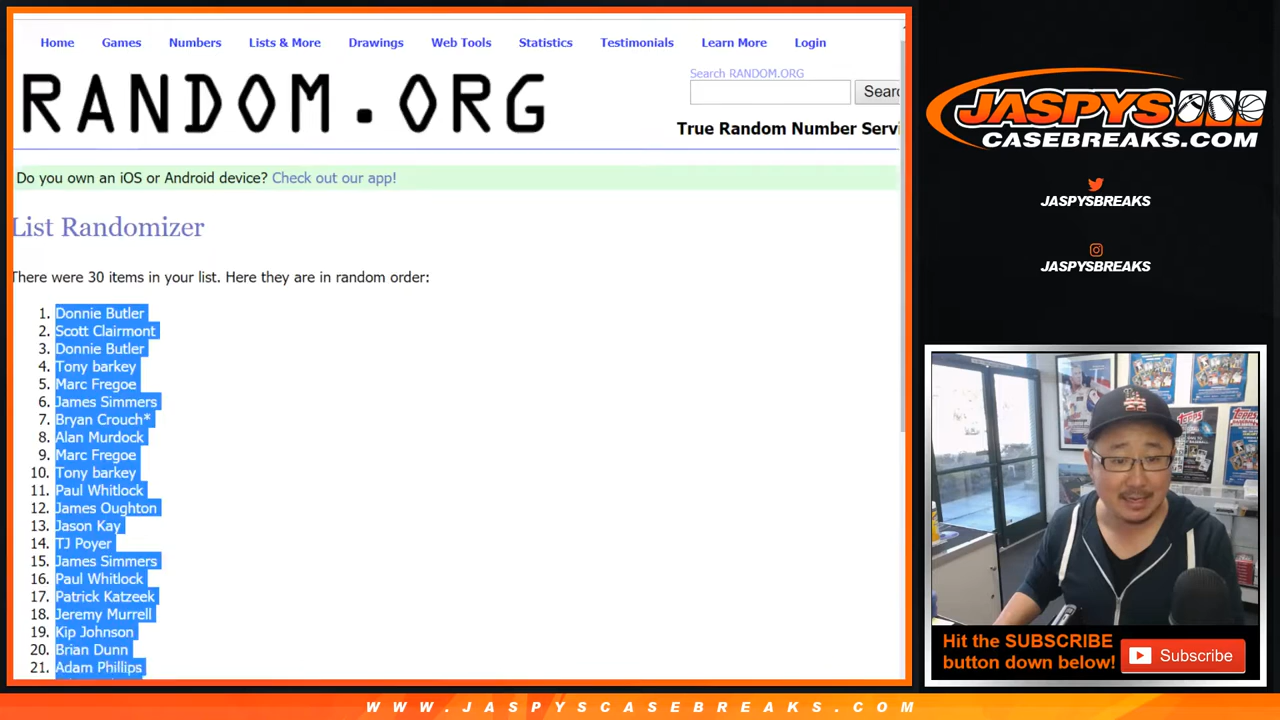 Home Games Numbers Lists & More Drawings Web Tools Statistics Testimonials Learn More Login
RANDOM.ORG
Search RANDOM.ORG
Searc
True Random Number Servi
Do you own an iOS or Android device? Check out our app!
List Randomizer
There were 30 items in your list. Here they are in random order:
1. Donnie Butler
2. Scott Clairmont
3. Donnie Butler
4. Tony barkey
5. Marc Fregoe
6. James Simmers
7. Bryan Crouch*
8. Alan Murdock
9. Marc Fregoe
10. Tony barkey
11. Paul Whitlock
12. James Oughton
13. Jason Kay
14. TJ Poyer
15. James Simmers
16. Paul Whitlock
17. Patrick Katzeek
18. Jeremy Murrell
19. Kip Johnson
20. Brian Dunn
21. Adam Phillips
JASPYS
CASEBREAKS.COM
JASPYSBREAKS
JASPYSBREAKS
Hit the SUBSCRIBE
button down below!
Subscribe
WWW.JASPYSCASEBREAKS.COM